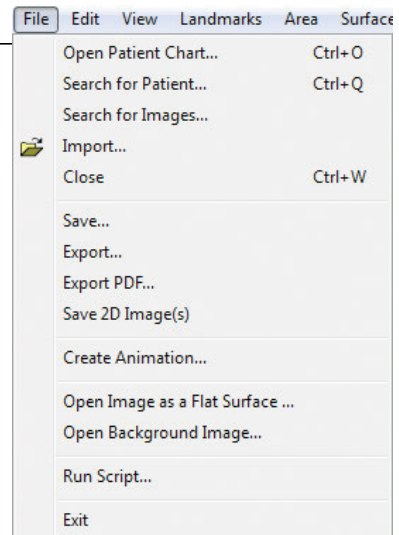 File Edit View Landmarks Area Surface
Open Patient Chart... Ctrl+O
Search for Patient... Ctrl+Q
Search for Images...
Import...
Close Ctrl+W
Save...
Export...
Export PDF...
Save 2D Image(s)
Create Animation...
Open Image as a Flat Surface ...
Open Background Image...
Run Script...
Exit